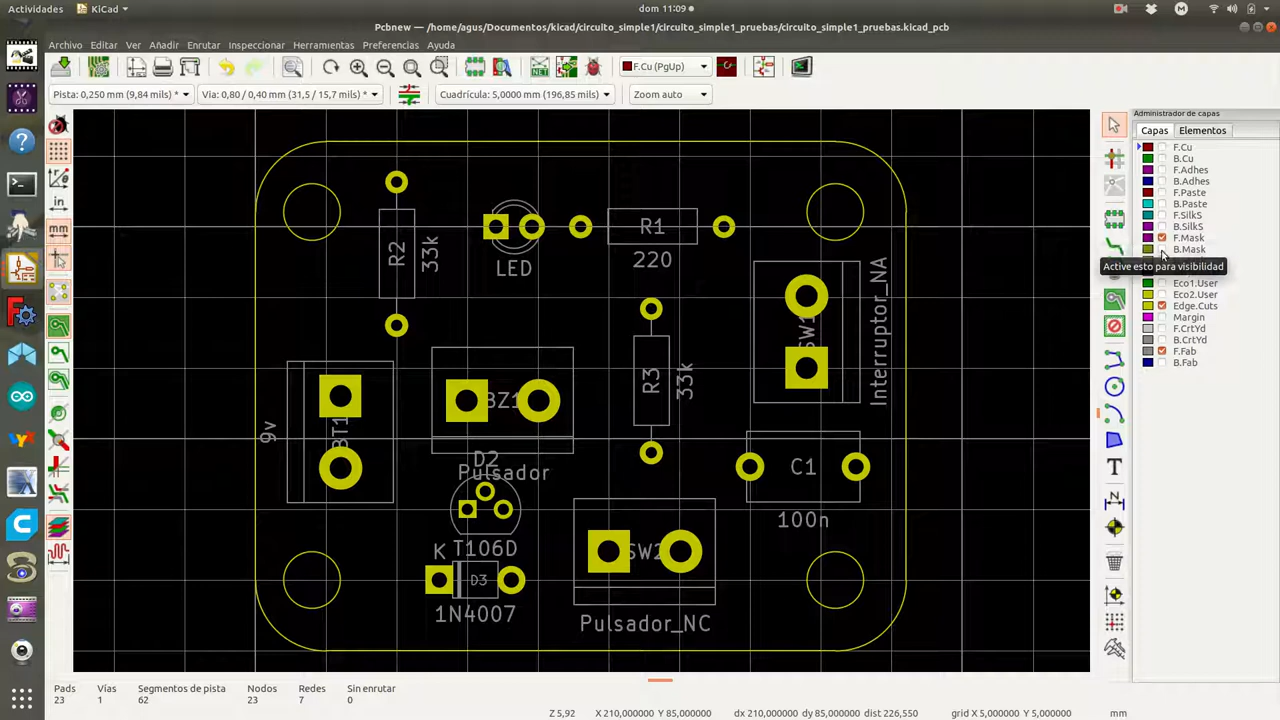 Actividades
KiCad
dom 11:09
Pcbnew — /home/agus/Documentos/kicad/circuito_simple1/circuito_simple1_pruebas/circuito_simple1_pruebas.kicad_pcb
Archivo Editar Ver Añadir Enrutar Inspeccionar Herramientas Preferencias Ayuda
F.Cu (PgUp)
Pista: 0,250 mm (9,84 mils) *
Via: 0,80 / 0,40 mm (31,5 / 15,7 mils) *
Cuadrícula: 5,0000 mm (196,85 mils)
Zoom auto
Administrador de capas
Capas Elementos
F.Cu
B.Cu
F.Adhes
B.Adhes
F.Paste
B.Paste
F.SilkS
B.SilkS
F.Mask
B.Mask
Active esto para visibilidad
Eco1.User
Eco2.User
Edge.Cuts
Margin
F.CrtYd
B.CrtYd
F.Fab
B.Fab
in
mm
NET
R2
33k
LED
R1
220
SW1
Interruptor_NA
R3
33k
9v
BT1
BZ1
D2
Pulsador
C1
100n
K T106D
D3
1N4007
SW2
Pulsador_NC
Pads
23
Vías
1
Segmentos de pista
62
Nodos
23
Redes
7
Sin enrutar
0
Z 5,92
X 210,000000 Y 85,000000
dx 210,000000 dy 85,000000 dist 226,550
grid X 5,000000 Y 5,000000
mm